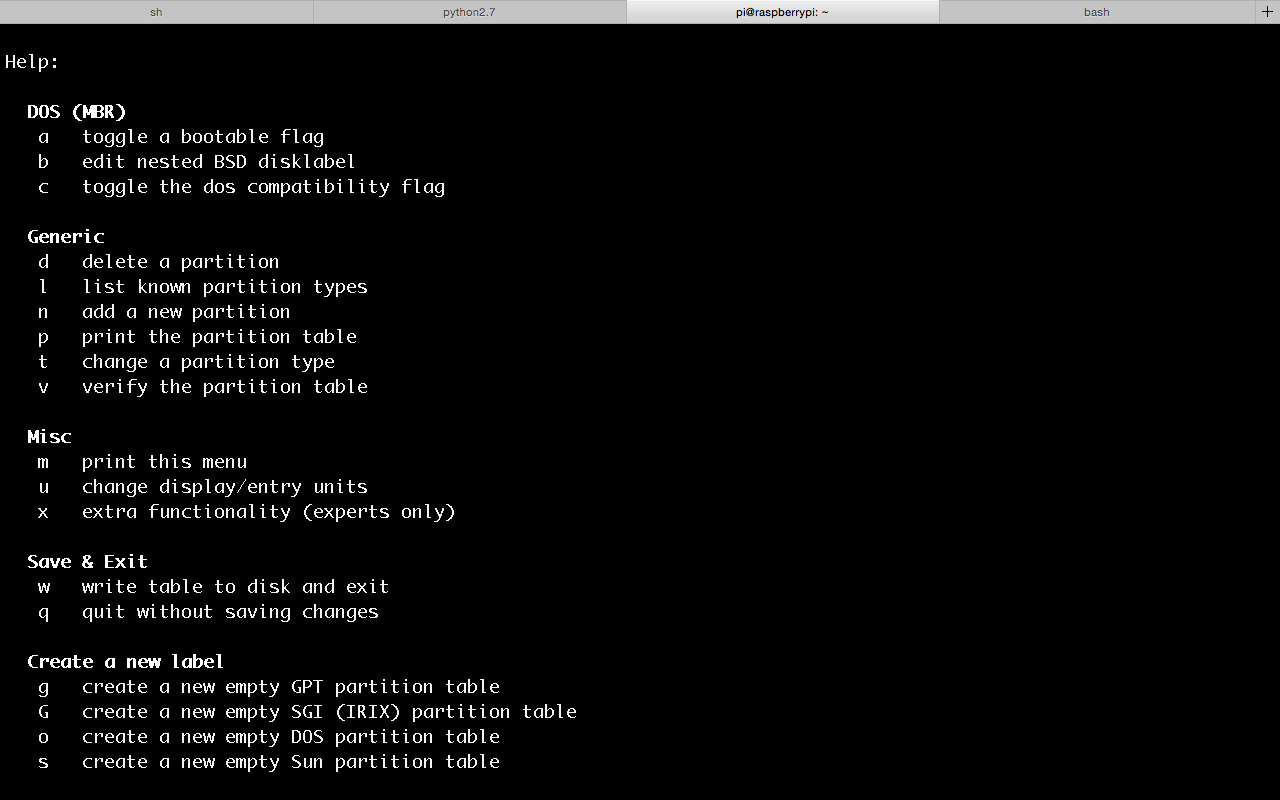 sh
python2.7
pi@raspberrypi: ~
bash
+
Help:
DOS (MBR)
a   toggle a bootable flag
b   edit nested BSD disklabel
c   toggle the dos compatibility flag
Generic
d   delete a partition
l   list known partition types
n   add a new partition
p   print the partition table
t   change a partition type
v   verify the partition table
Misc
m   print this menu
u   change display/entry units
x   extra functionality (experts only)
Save & Exit
w   write table to disk and exit
q   quit without saving changes
Create a new label
g   create a new empty GPT partition table
G   create a new empty SGI (IRIX) partition table
o   create a new empty DOS partition table
s   create a new empty Sun partition table